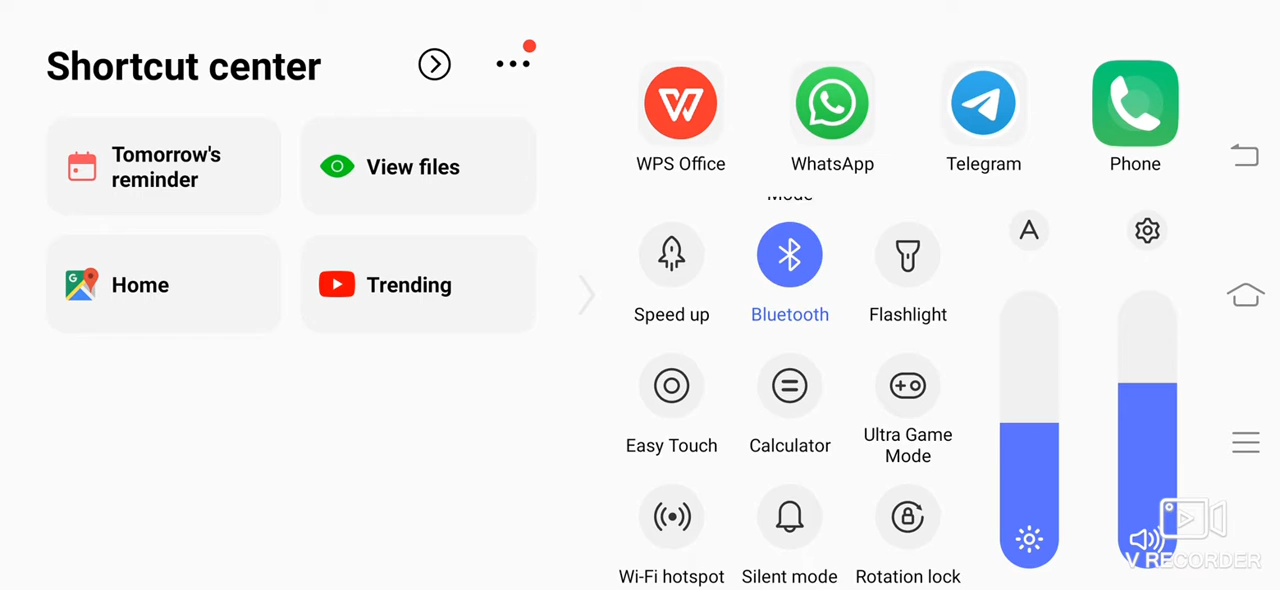 Shortcut center
Tomorrow's
reminder
View files
Home
Trending
WPS Office
WhatsApp
Telegram
Phone
Mode
Speed up
Bluetooth
Flashlight
Easy Touch
Calculator
Ultra Game
Mode
Wi-Fi hotspot
Silent mode
Rotation lock
A
V RECORDER